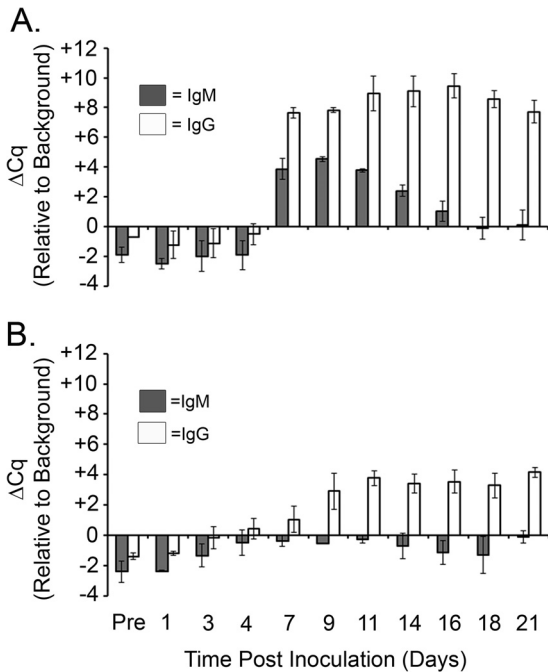 A.
ΔCq
(Relative to Background)
+12
+10
+8
+6
+4
+2
0
-2
-4
= IgM
= IgG
B.
ΔCq
(Relative to Background)
+12
+10
+8
+6
+4
+2
0
-2
-4
=IgM
=IgG
Pre 1 3 4 7 9 11 14 16 18 21
Time Post Inoculation (Days)